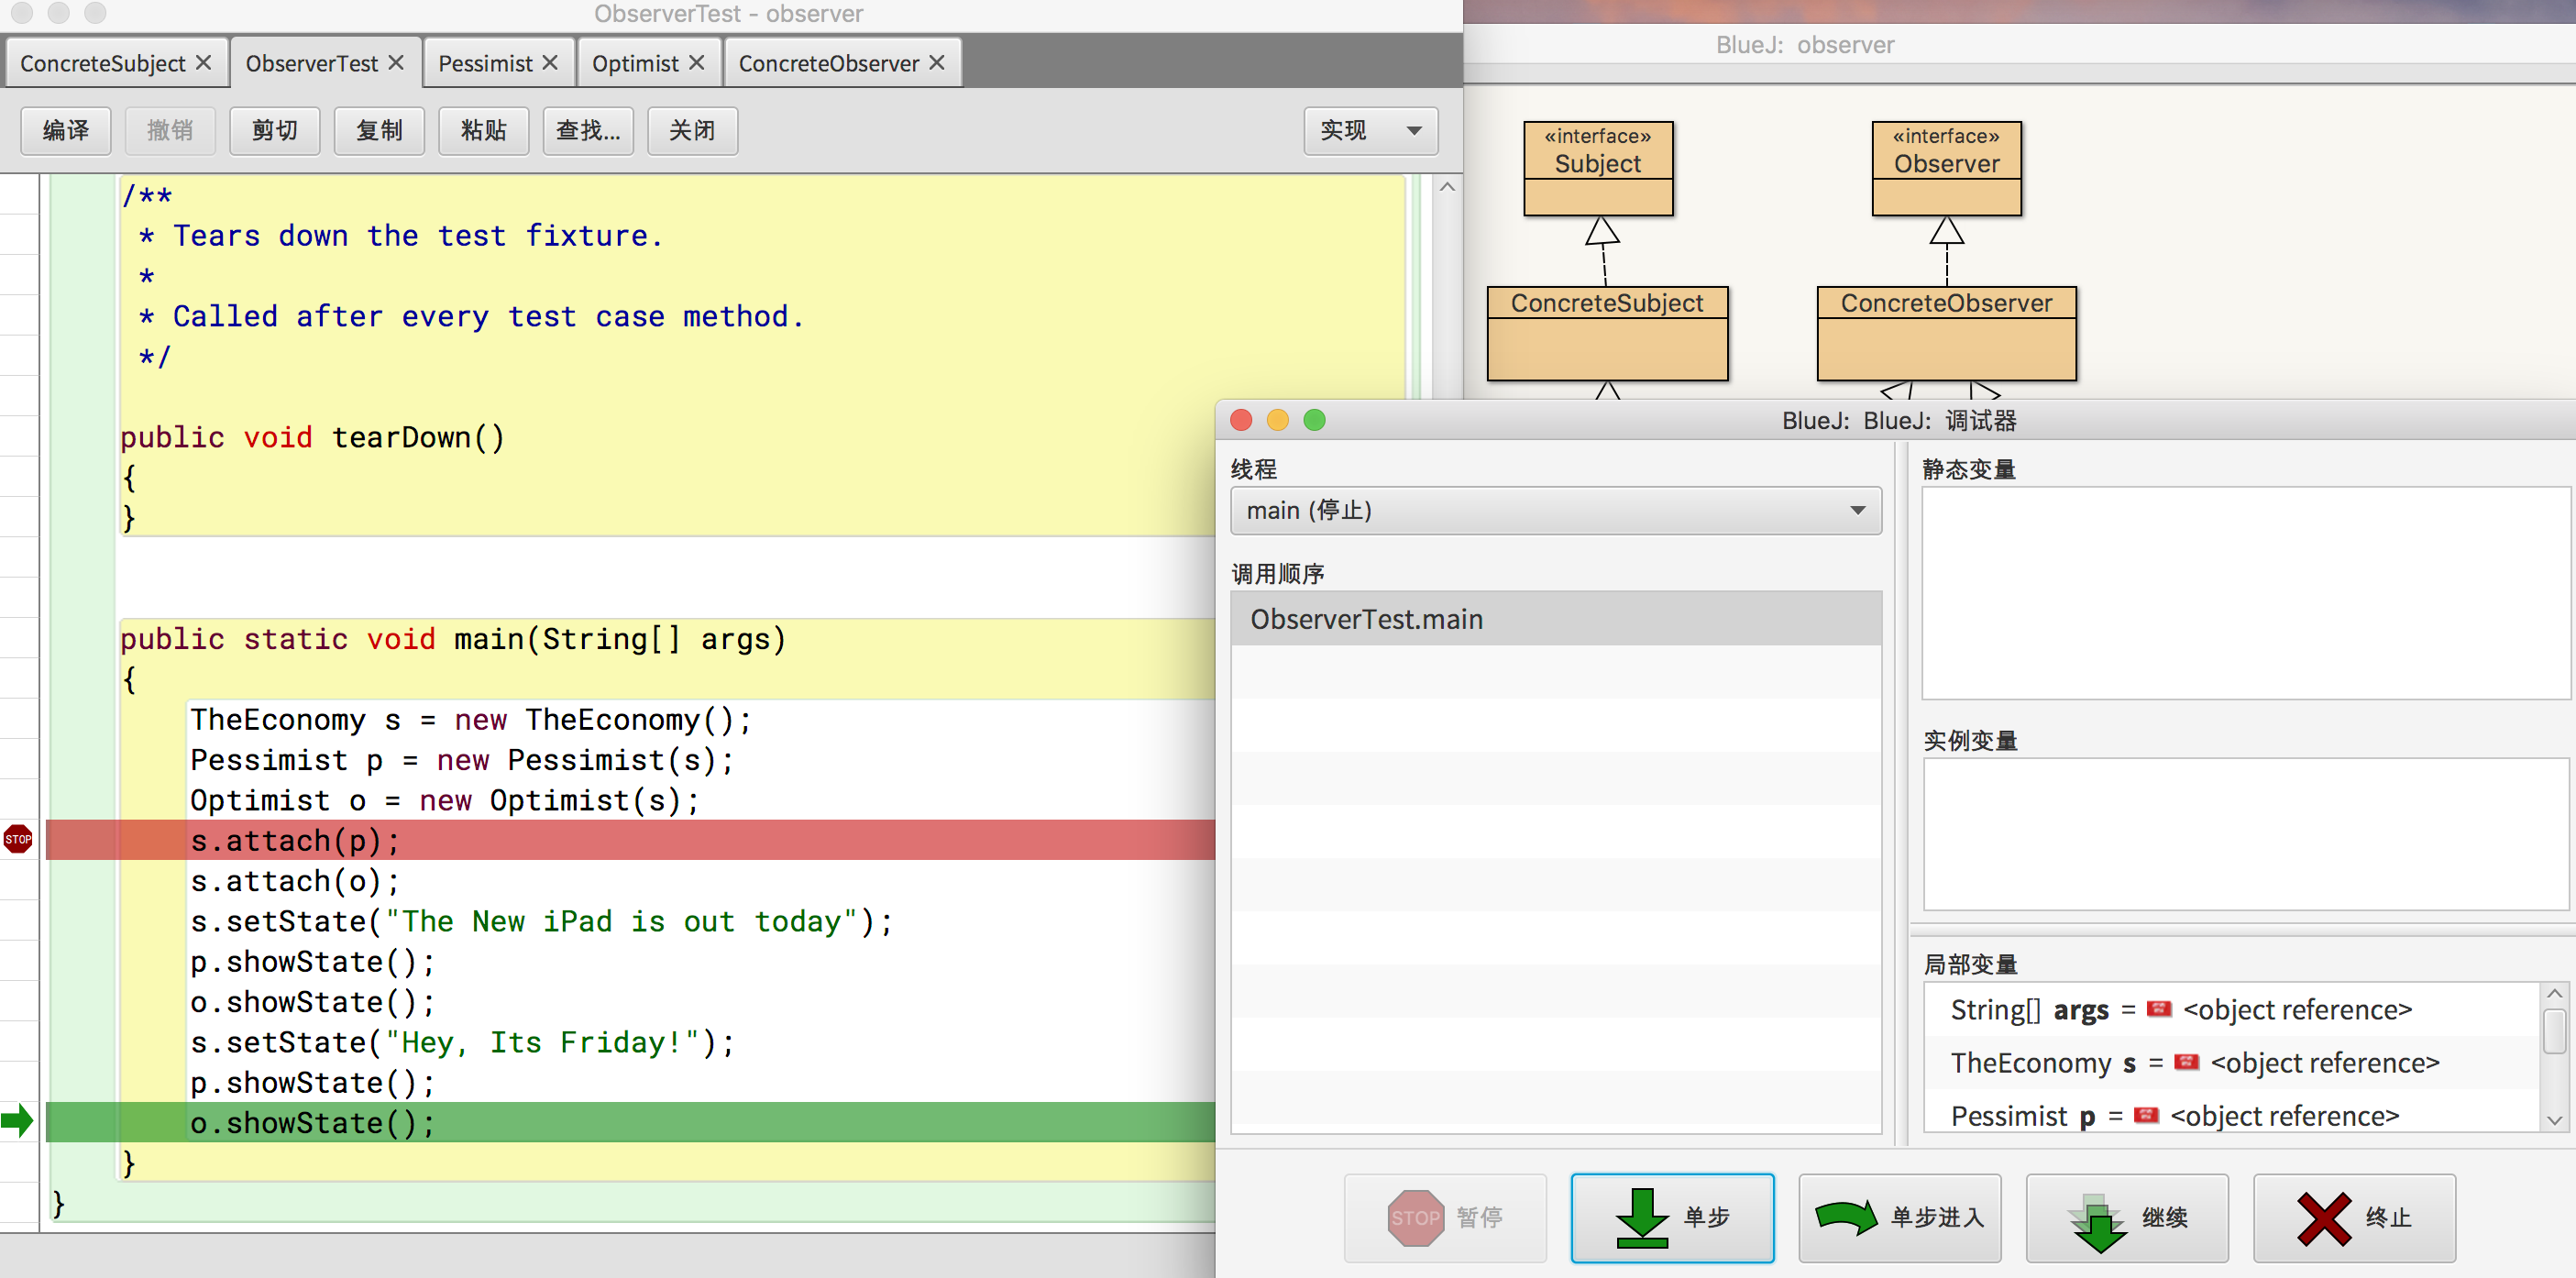 ObserverTest - observer
ConcreteSubject
ObserverTest
Pessimist
Optimist
ConcreteObserver
编译
撤销
剪切
复制
粘贴
查找...
关闭
实现
/**
* Tears down the test fixture.
*
* Called after every test case method.
*/
public void tearDown()
{
}
public static void main(String[] args)
{
TheEconomy s = new TheEconomy();
Pessimist p = new Pessimist(s);
Optimist o = new Optimist(s);
STOP
s.attach(p);
s.attach(o);
s.setState("The New iPad is out today");
p.showState();
o.showState();
s.setState("Hey, Its Friday!");
p.showState();
o.showState();
}
}
BlueJ: observer
«interface»
Subject
«interface»
Observer
ConcreteSubject
ConcreteObserver
BlueJ: BlueJ: 调试器
线程
main (停止)
调用顺序
ObserverTest.main
静态变量
实例变量
局部变量
String[] args = <object reference>
TheEconomy s = <object reference>
Pessimist p = <object reference>
STOP 暂停
单步
单步进入
继续
终止